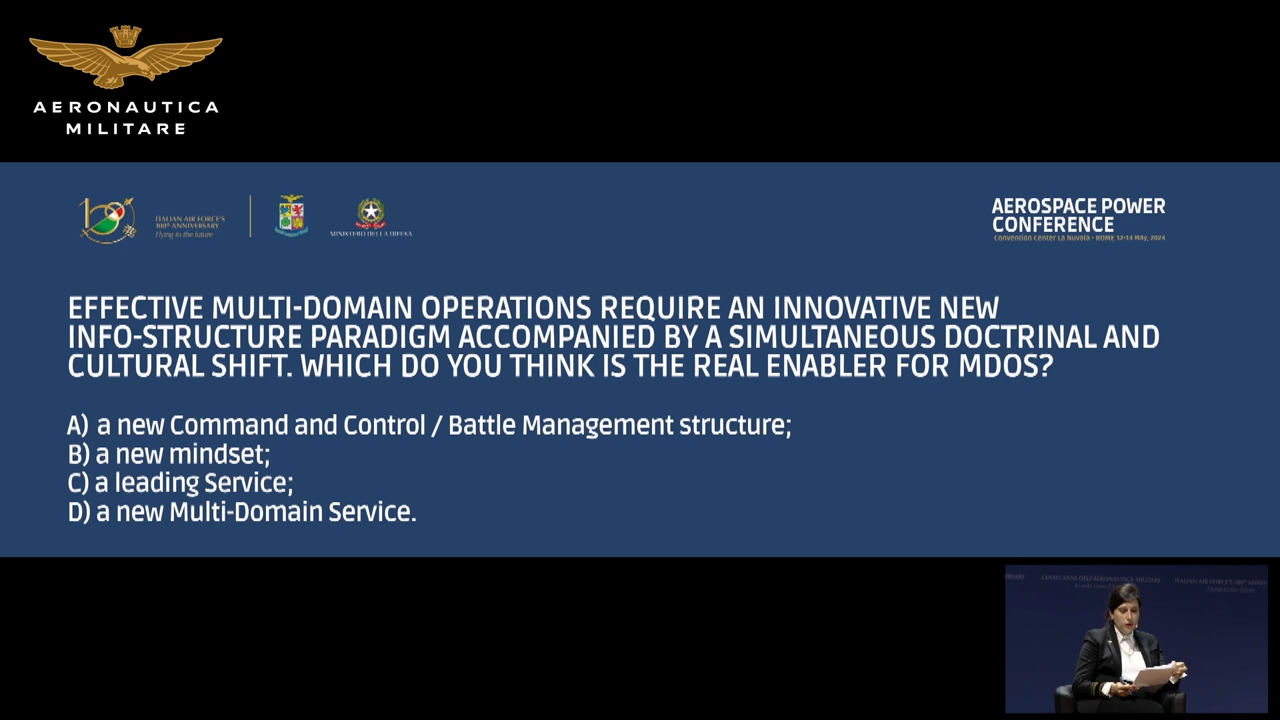 AERONAUTICA
MILITARE
ITALIAN AIR FORCE'S
100th ANNIVERSARY
Flying to the future
MINISTERO DELLA DIFESA
AEROSPACE POWER
CONFERENCE
Convention Center La Nuvola - ROME 12-14 May, 2023
EFFECTIVE MULTI-DOMAIN OPERATIONS REQUIRE AN INNOVATIVE NEW
INFO-STRUCTURE PARADIGM ACCOMPANIED BY A SIMULTANEOUS DOCTRINAL AND
CULTURAL SHIFT. WHICH DO YOU THINK IS THE REAL ENABLER FOR MDOS?
A) a new Command and Control / Battle Management structure;
B) a new mindset;
C) a leading Service;
D) a new Multi-Domain Service.
CENTO ANNI DELL'AERONAUTICA MILITARE
ITALIAN AIR FORCE'S 100th
Flying to the future